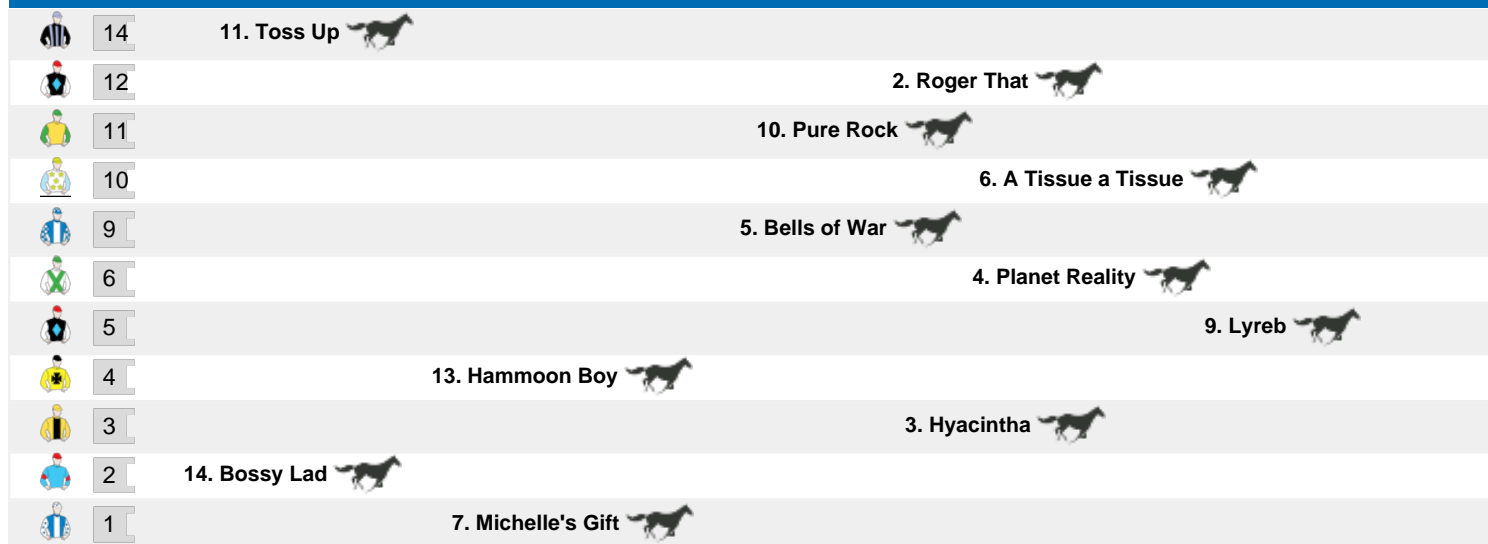 14 11. Toss Up
12 2. Roger That
11 10. Pure Rock
10 6. A Tissue a Tissue
9 5. Bells of War
6 4. Planet Reality
5 9. Lyreb
4 13. Hammoon Boy
3 3. Hyacintha
2 14. Bossy Lad
1 7. Michelle's Gift